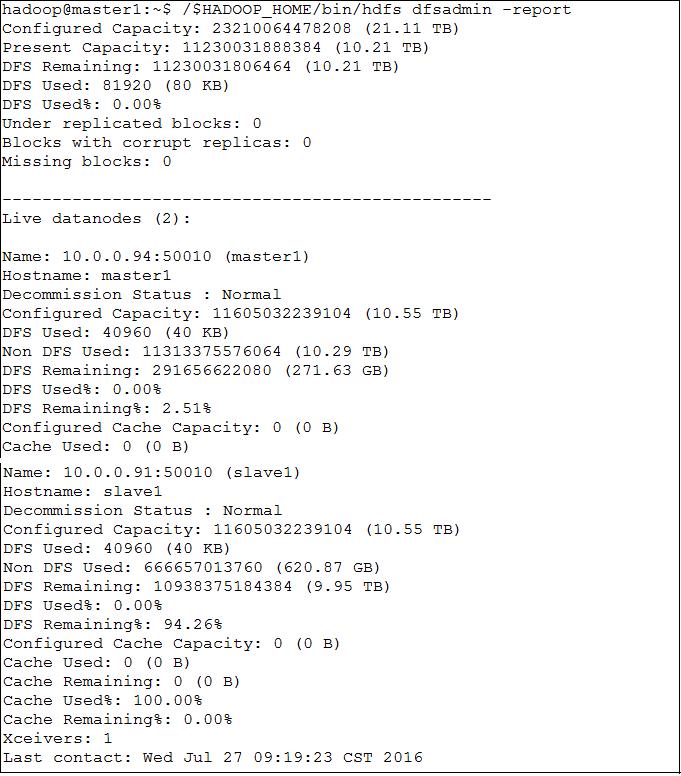 hadoop@master1:~$ /$HADOOP_HOME/bin/hdfs dfsadmin -report
Configured Capacity: 23210064478208 (21.11 TB)
Present Capacity: 11230031888384 (10.21 TB)
DFS Remaining: 11230031806464 (10.21 TB)
DFS Used: 81920 (80 KB)
DFS Used%: 0.00%
Under replicated blocks: 0
Blocks with corrupt replicas: 0
Missing blocks: 0
-------------------------------------------------
Live datanodes (2):
Name: 10.0.0.94:50010 (master1)
Hostname: master1
Decommission Status : Normal
Configured Capacity: 11605032239104 (10.55 TB)
DFS Used: 40960 (40 KB)
Non DFS Used: 11313375576064 (10.29 TB)
DFS Remaining: 291656622080 (271.63 GB)
DFS Used%: 0.00%
DFS Remaining%: 2.51%
Configured Cache Capacity: 0 (0 B)
Cache Used: 0 (0 B)
Name: 10.0.0.91:50010 (slave1)
Hostname: slave1
Decommission Status : Normal
Configured Capacity: 11605032239104 (10.55 TB)
DFS Used: 40960 (40 KB)
Non DFS Used: 666657013760 (620.87 GB)
DFS Remaining: 10938375184384 (9.95 TB)
DFS Used%: 0.00%
DFS Remaining%: 94.26%
Configured Cache Capacity: 0 (0 B)
Cache Used: 0 (0 B)
Cache Remaining: 0 (0 B)
Cache Used%: 100.00%
Cache Remaining%: 0.00%
Xceivers: 1
Last contact: Wed Jul 27 09:19:23 CST 2016